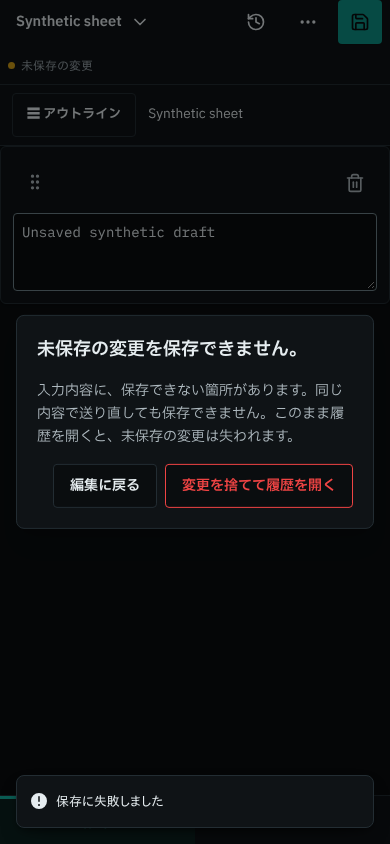 Synthetic sheet
未保存の変更
アウトライン
Synthetic sheet
Unsaved synthetic draft
未保存の変更を保存できません。
入力内容に、保存できない箇所があります。同じ
内容で送り直しても保存できません。このまま履
歴を開くと、未保存の変更は失われます。
編集に戻る
変更を捨てて履歴を開く
保存に失敗しました